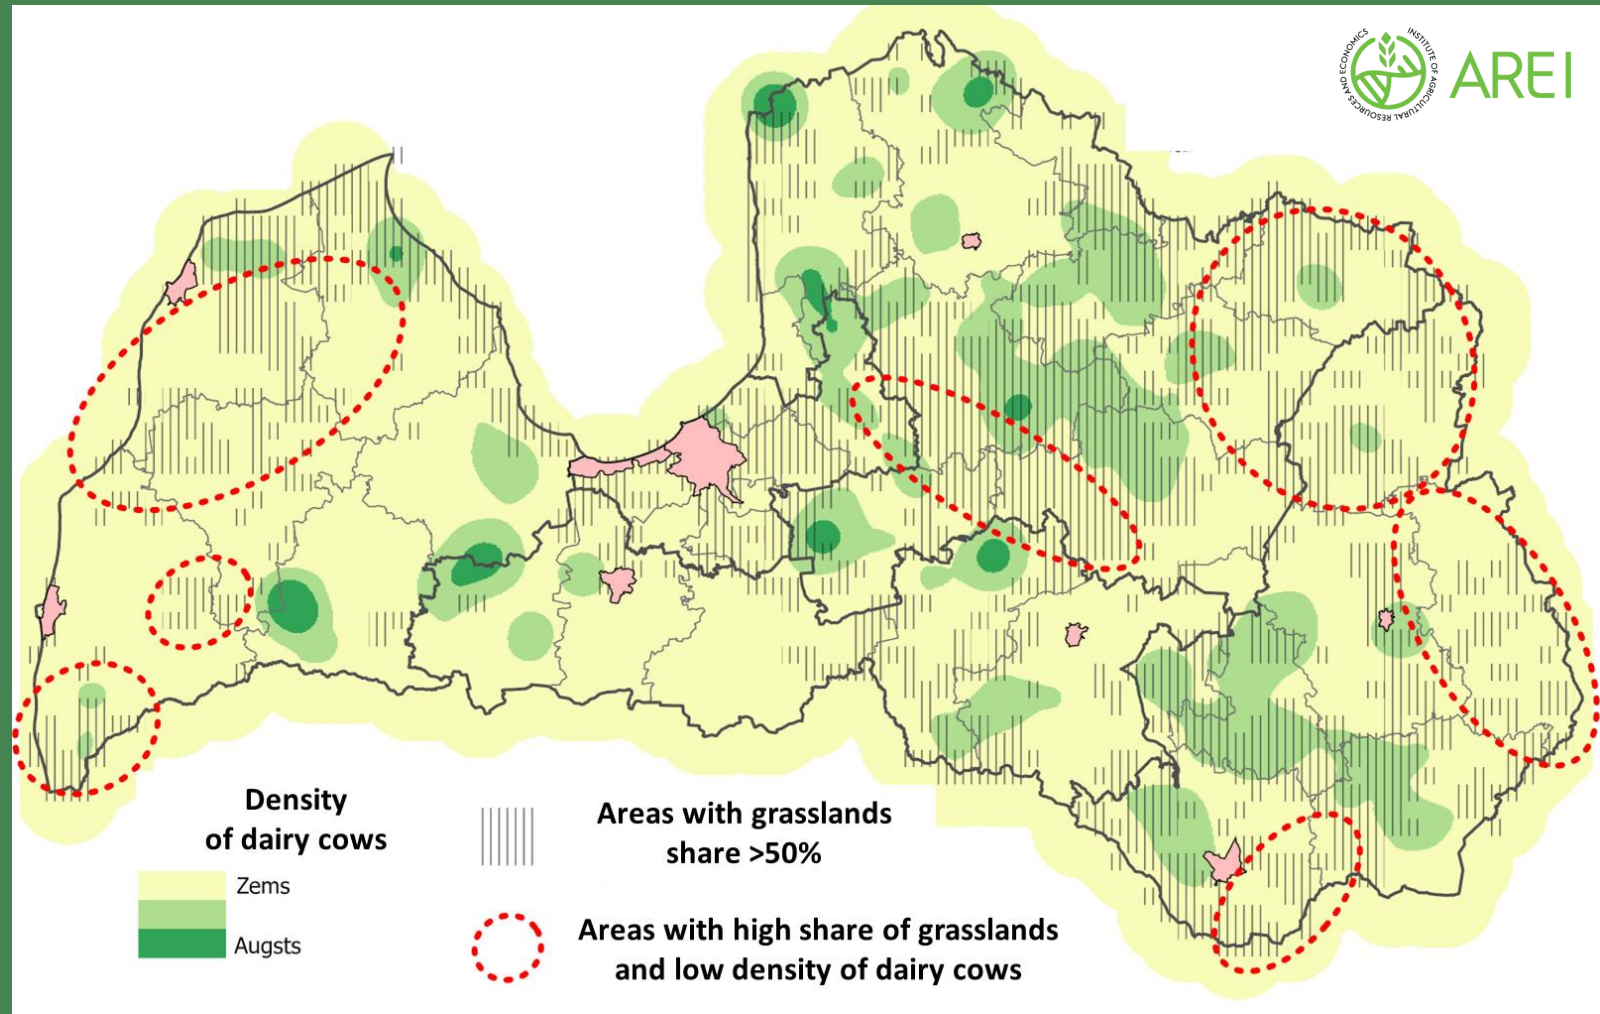 INSTITUTE OF AGRICULTURAL RESOURCES AND ECONOMICS
AREI
Density
of dairy cows
Zems
Augsts
Areas with grasslands
share >50%
Areas with high share of grasslands
and low density of dairy cows